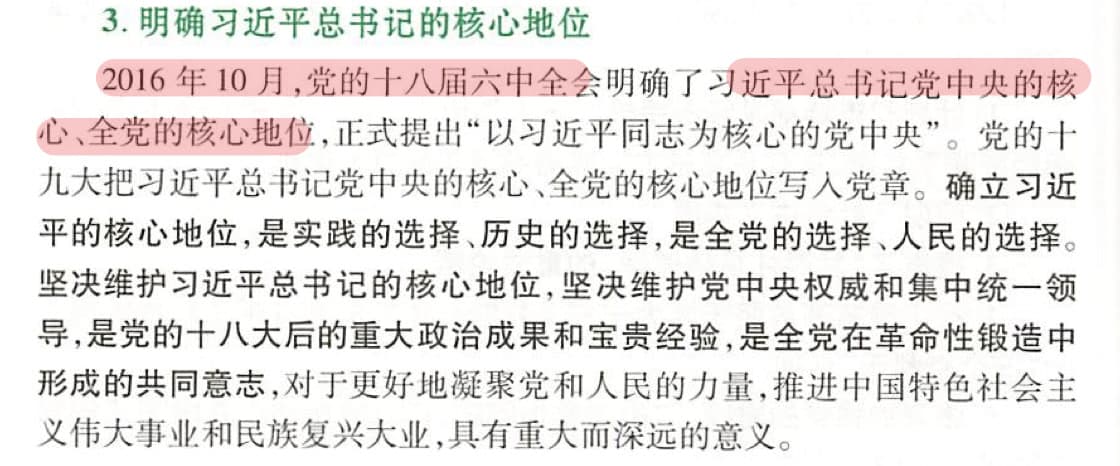 3. 明确习近平总书记的核心地位
2016 年 10 月,党的十八届六中全会明确了习近平总书记党中央的核
心、全党的核心地位,正式提出“以习近平同志为核心的党中央”。党的十
九大把习近平总书记党中央的核心、全党的核心地位写入党章。确立习近
平的核心地位,是实践的选择、历史的选择,是全党的选择、人民的选择。
坚决维护习近平总书记的核心地位,坚决维护党中央权威和集中统一领
导,是党的十八大后的重大政治成果和宝贵经验,是全党在革命性锻造中
形成的共同意志,对于更好地凝聚党和人民的力量,推进中国特色社会主
义伟大事业和民族复兴大业,具有重大而深远的意义。